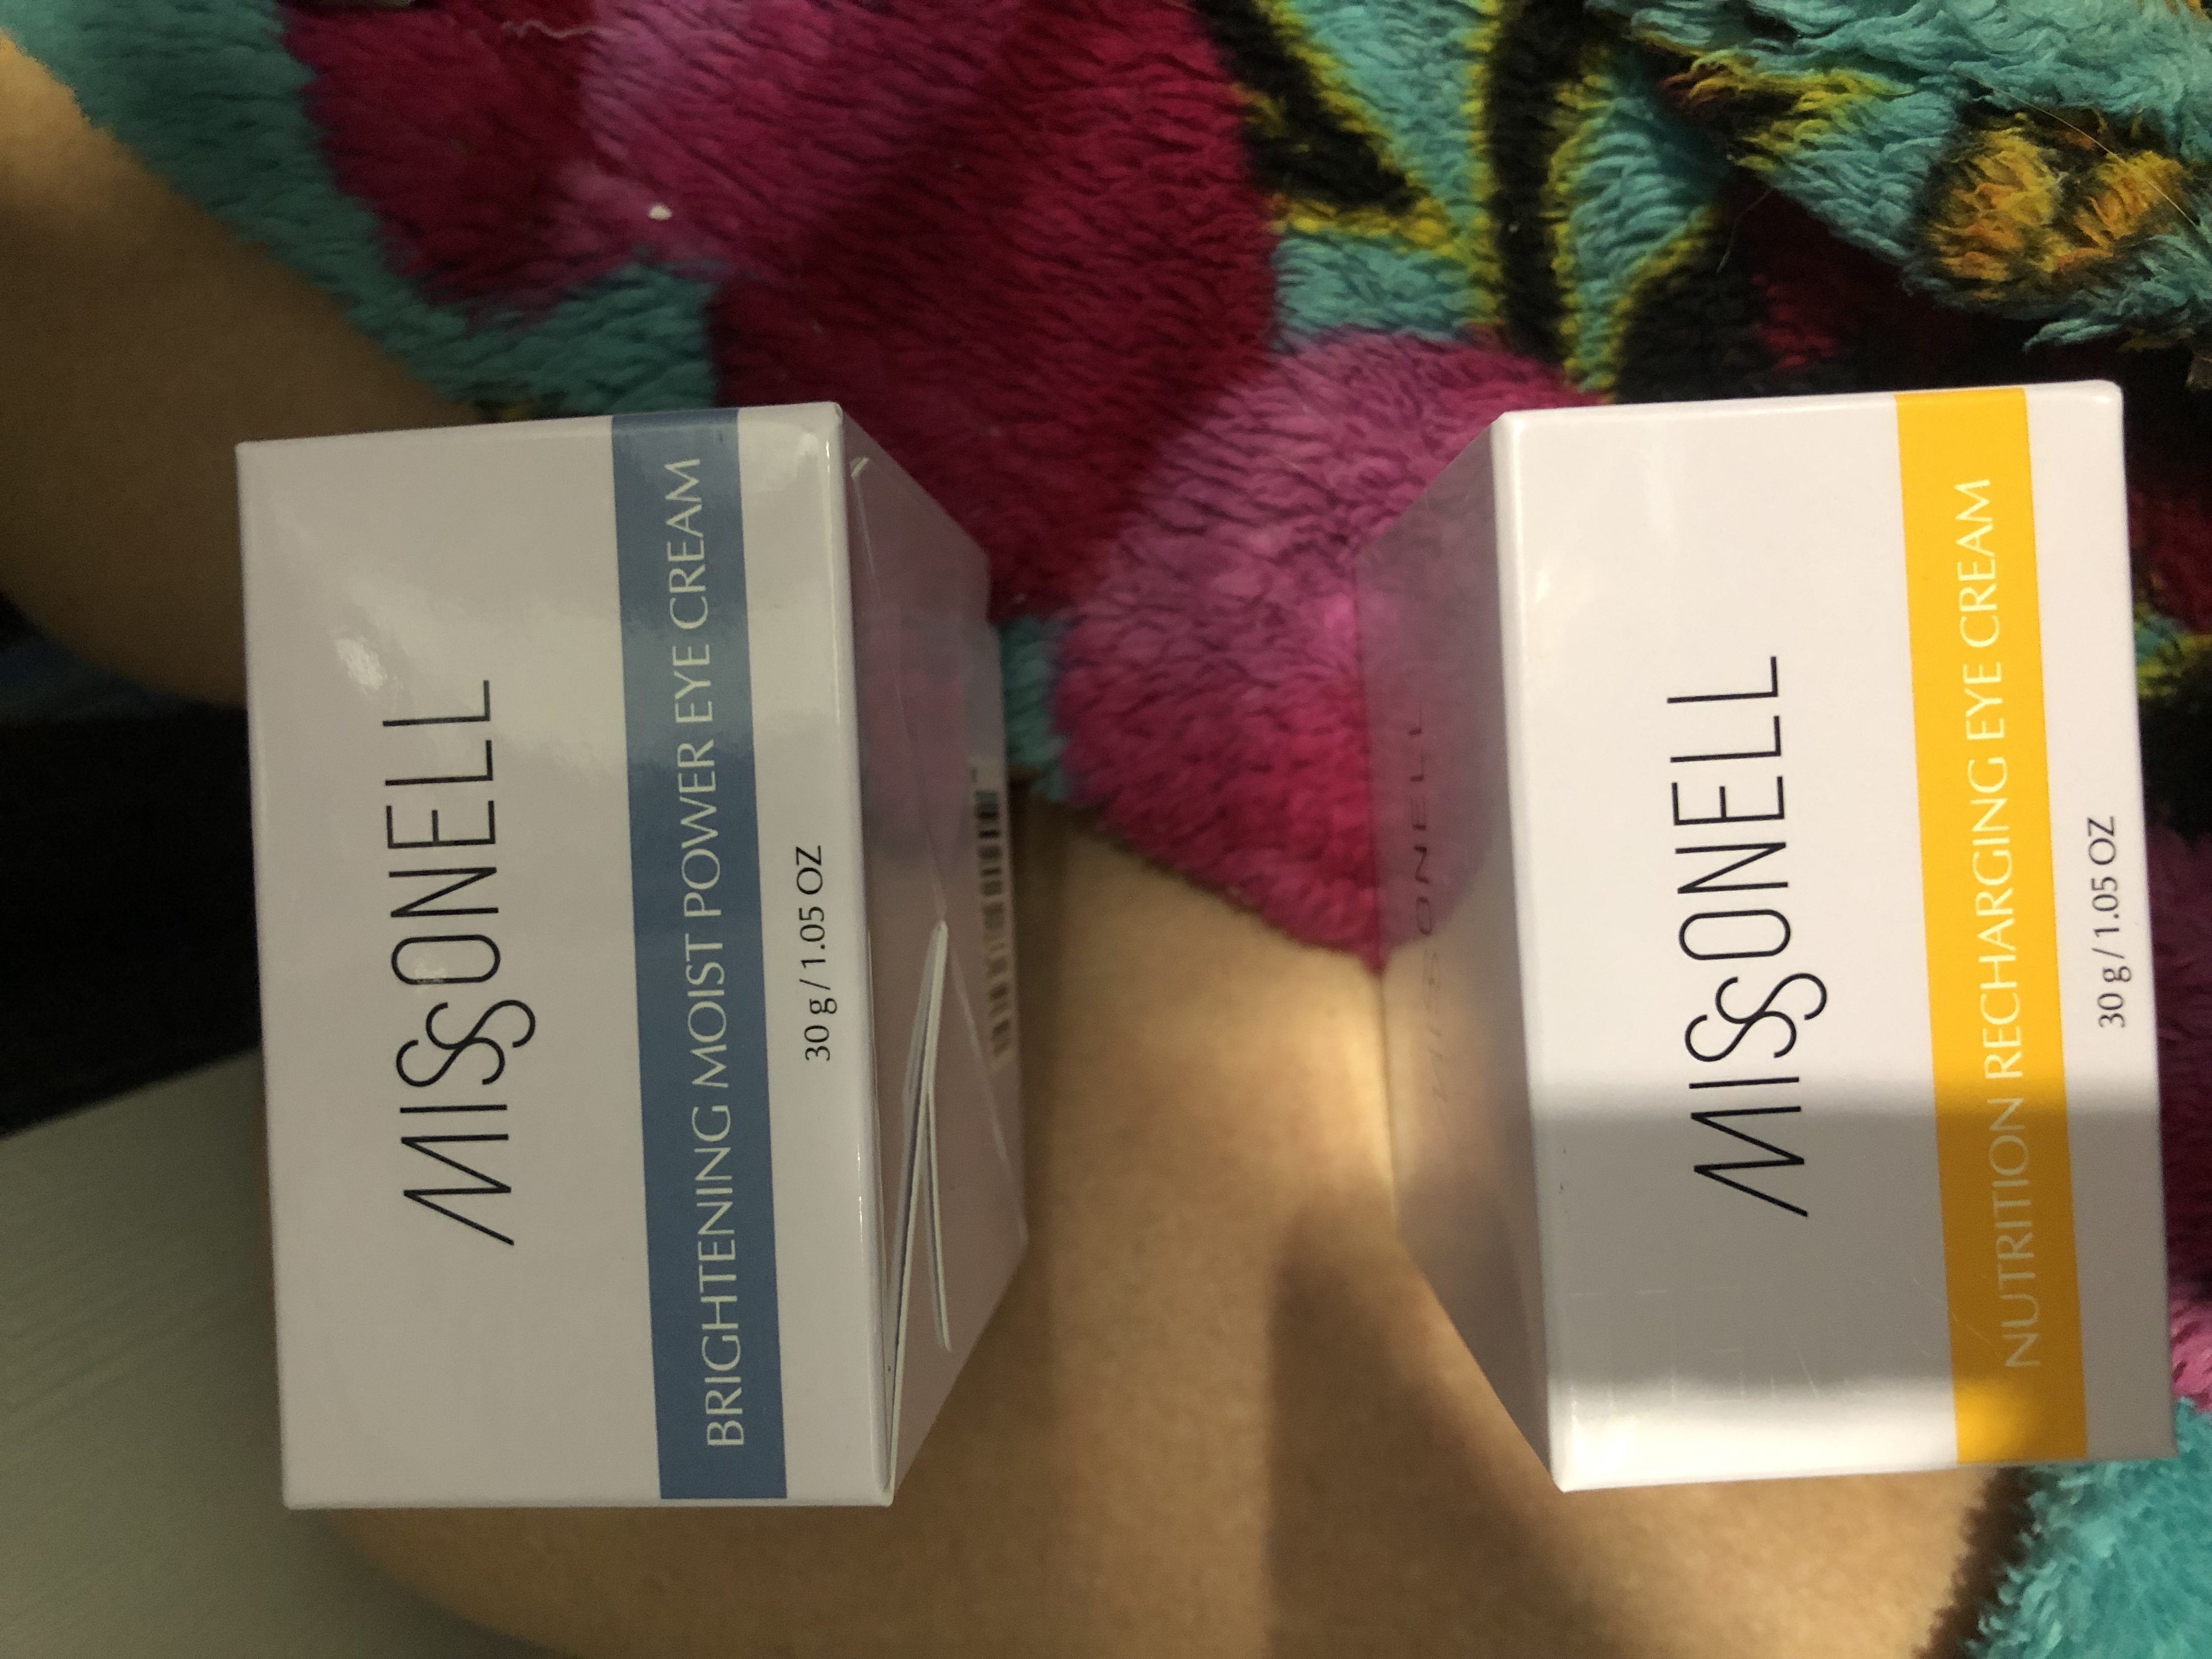 MISSONELL
BRIGHTENING MOIST POWER EYE CREAM
30 g / 1.05 OZ
MISSONELL
MISSONELL
NUTRITION RECHARGING EYE CREAM
30 g / 1.05 OZ